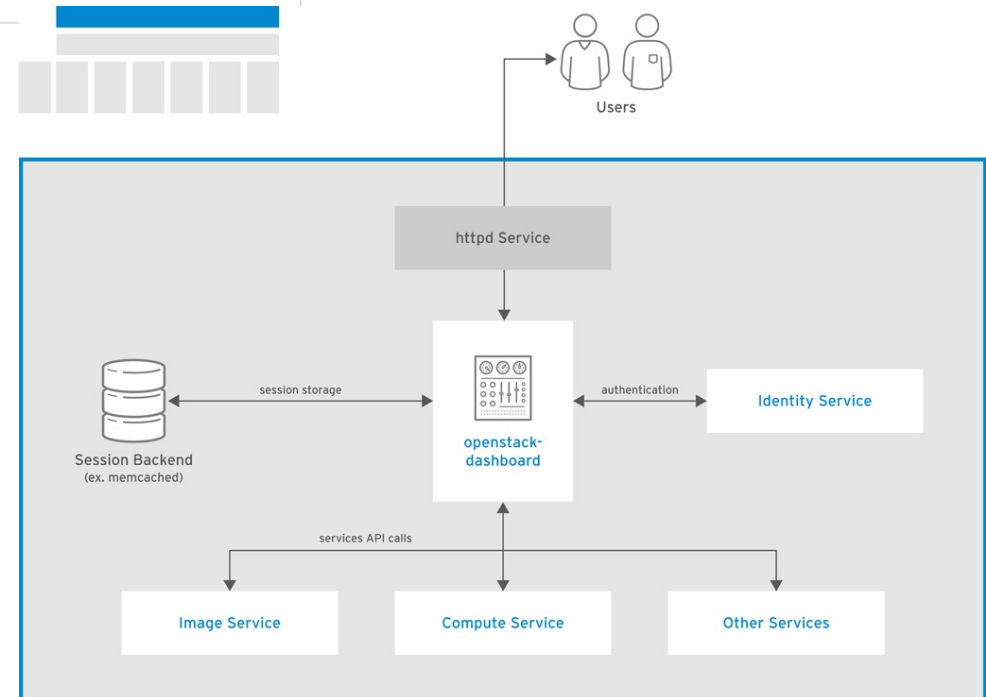 Users
httpd Service
session storage
authentication
Identity Service
openstack-
dashboard
Session Backend
(ex. memcached)
services API calls
Image Service
Compute Service
Other Services